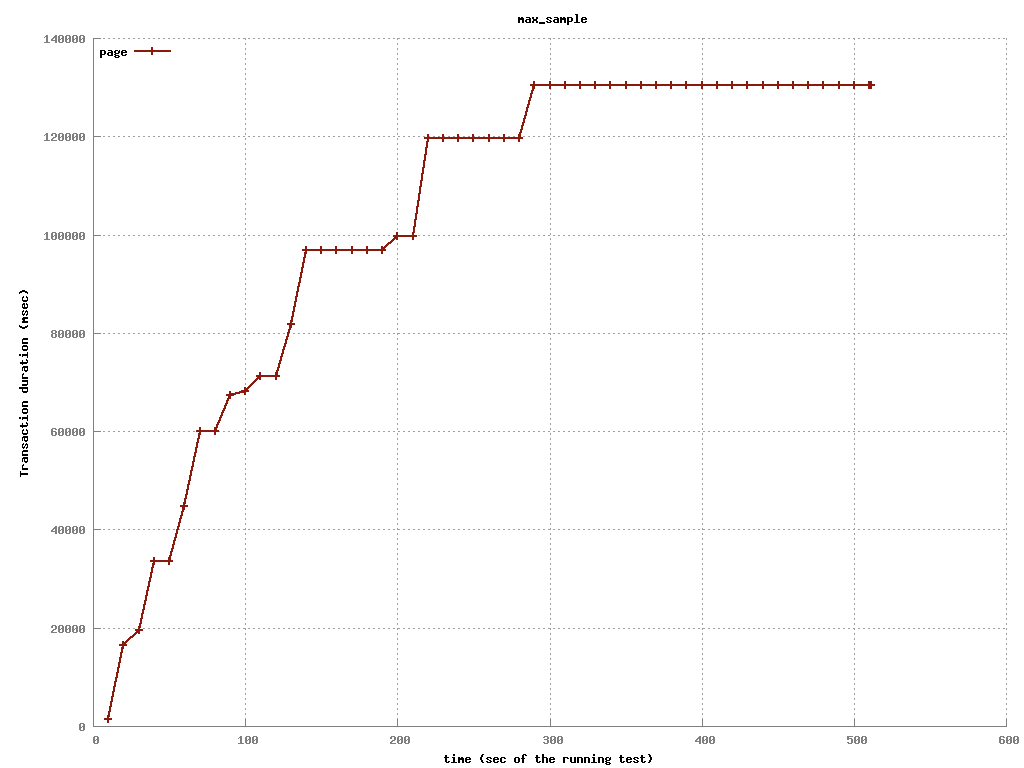 max_sample
page
140000
120000
100000
80000
60000
40000
20000
0
Transaction duration (msec)
0 100 200 300 400 500 600
time (sec of the running test)